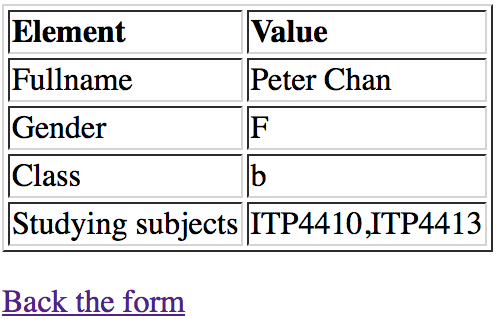 Element Value
Fullname Peter Chan
Gender F
Class b
Studying subjects ITP4410,ITP4413
Back the form